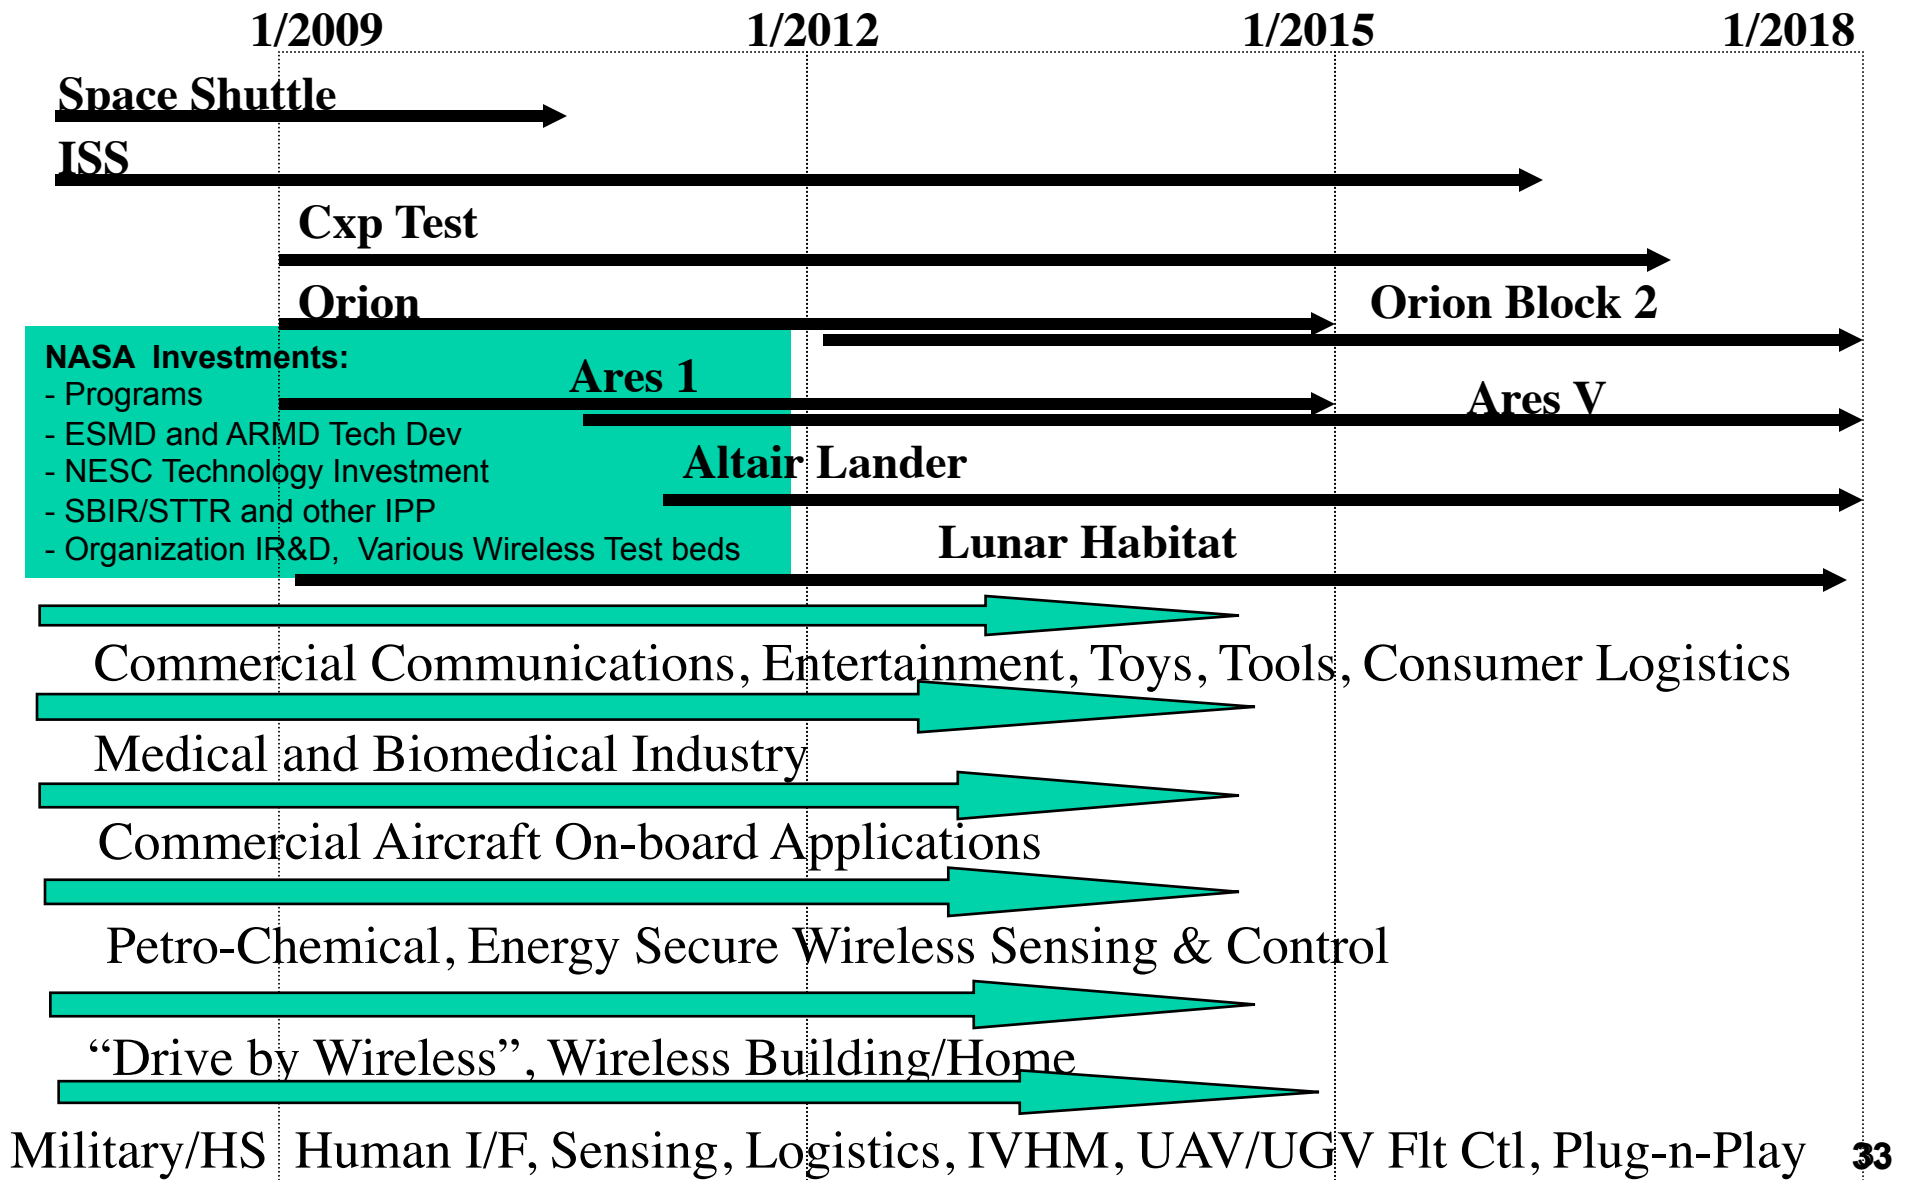 1/2009 1/2012 1/2015 1/2018
Space Shuttle
ISS
Cxp Test
Orion
Orion Block 2
NASA  Investments:
- Programs
- ESMD and ARMD Tech Dev
- NESC Technology Investment
- SBIR/STTR and other IPP
- Organization IR&D,  Various Wireless Test beds
Ares 1
Ares V
Altair Lander
Lunar Habitat
Commercial Communications, Entertainment, Toys, Tools, Consumer Logistics
Medical and Biomedical Industry
Commercial Aircraft On-board Applications
Petro-Chemical, Energy Secure Wireless Sensing & Control
“Drive by Wireless”, Wireless Building/Home
Military/HS  Human I/F, Sensing, Logistics, IVHM, UAV/UGV Flt Ctl, Plug-n-Play
33